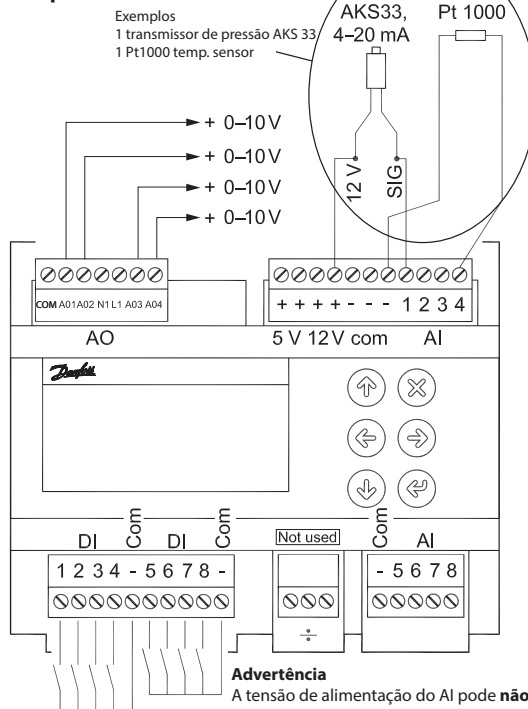 Exemplos
1 transmissor de pressão AKS 33
1 Pt1000 temp. sensor
AKS33,
4–20 mA
Pt 1000
+ 0–10 V
+ 0–10 V
+ 0–10 V
+ 0–10 V
12 V
SIG
COM A01 A02 N1 L1 A03 A04
+ + + + - - - 1 2 3 4
AO
5 V 12 V com AI
Danfoss
DI Com DI Com
Not used
Com AI
1 2 3 4 - 5 6 7 8 -
- 5 6 7 8
÷
Advertência
A tensão de alimentação do AI pode não